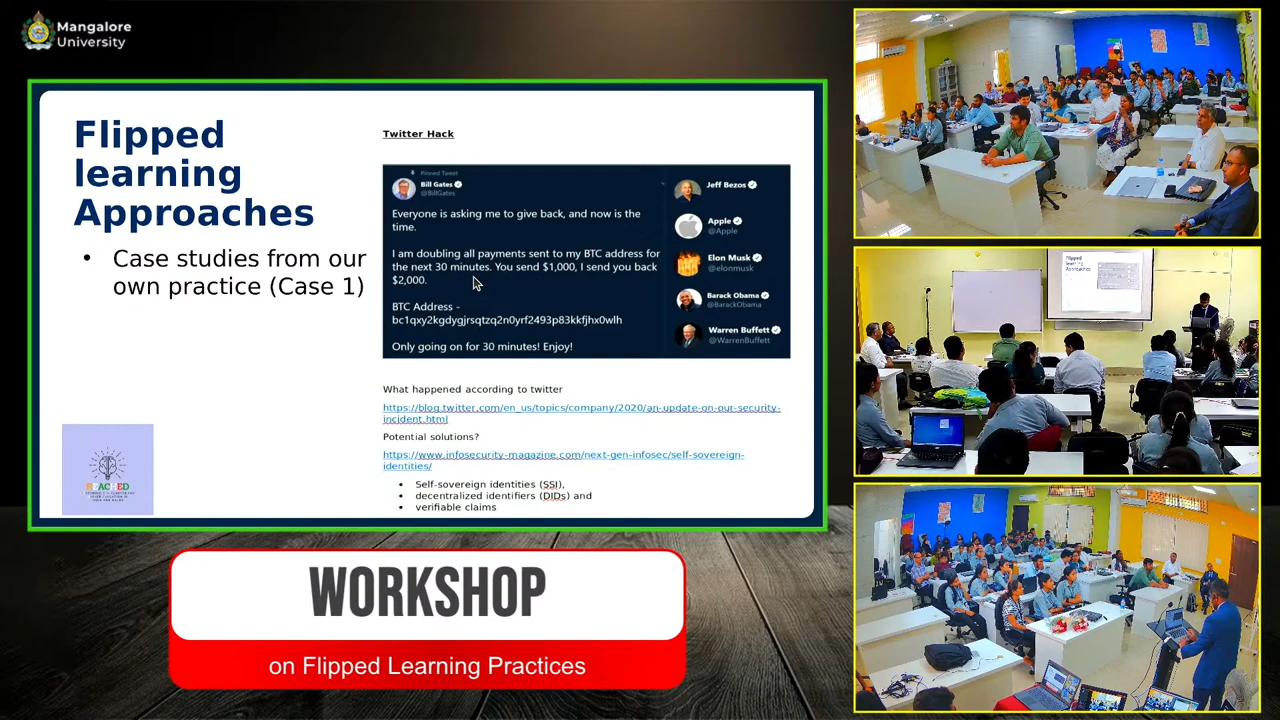 Mangalore
University
Flipped
learning
Approaches
• Case studies from our
own practice (Case 1)
Twitter Hack
Pinned Tweet
Bill Gates
@BillGates
Everyone is asking me to give back, and now is the
time.
I am doubling all payments sent to my BTC address for
the next 30 minutes. You send $1,000, I send you back
$2,000.
BTC Address -
bc1qxy2kgdygjrsqtzq2n0yrf2493p83kkfjhx0wlh
Only going on for 30 minutes! Enjoy!
Jeff Bezos
Apple
@Apple
Elon Musk
@elonmusk
Barack Obama
@BarackObama
Warren Buffett
@WarrenBuffett
What happened according to twitter
https://blog.twitter.com/en_us/topics/company/2020/an-update-on-our-security-
incident.html
Potential solutions?
https://www.infosecurity-magazine.com/next-gen-infosec/self-sovereign-
identities/
• Self-sovereign identities (SSI),
• decentralized identifiers (DIDs) and
• verifiable claims
REACHED
WORKSHOP
on Flipped Learning Practices
Flipped
learning
Approaches